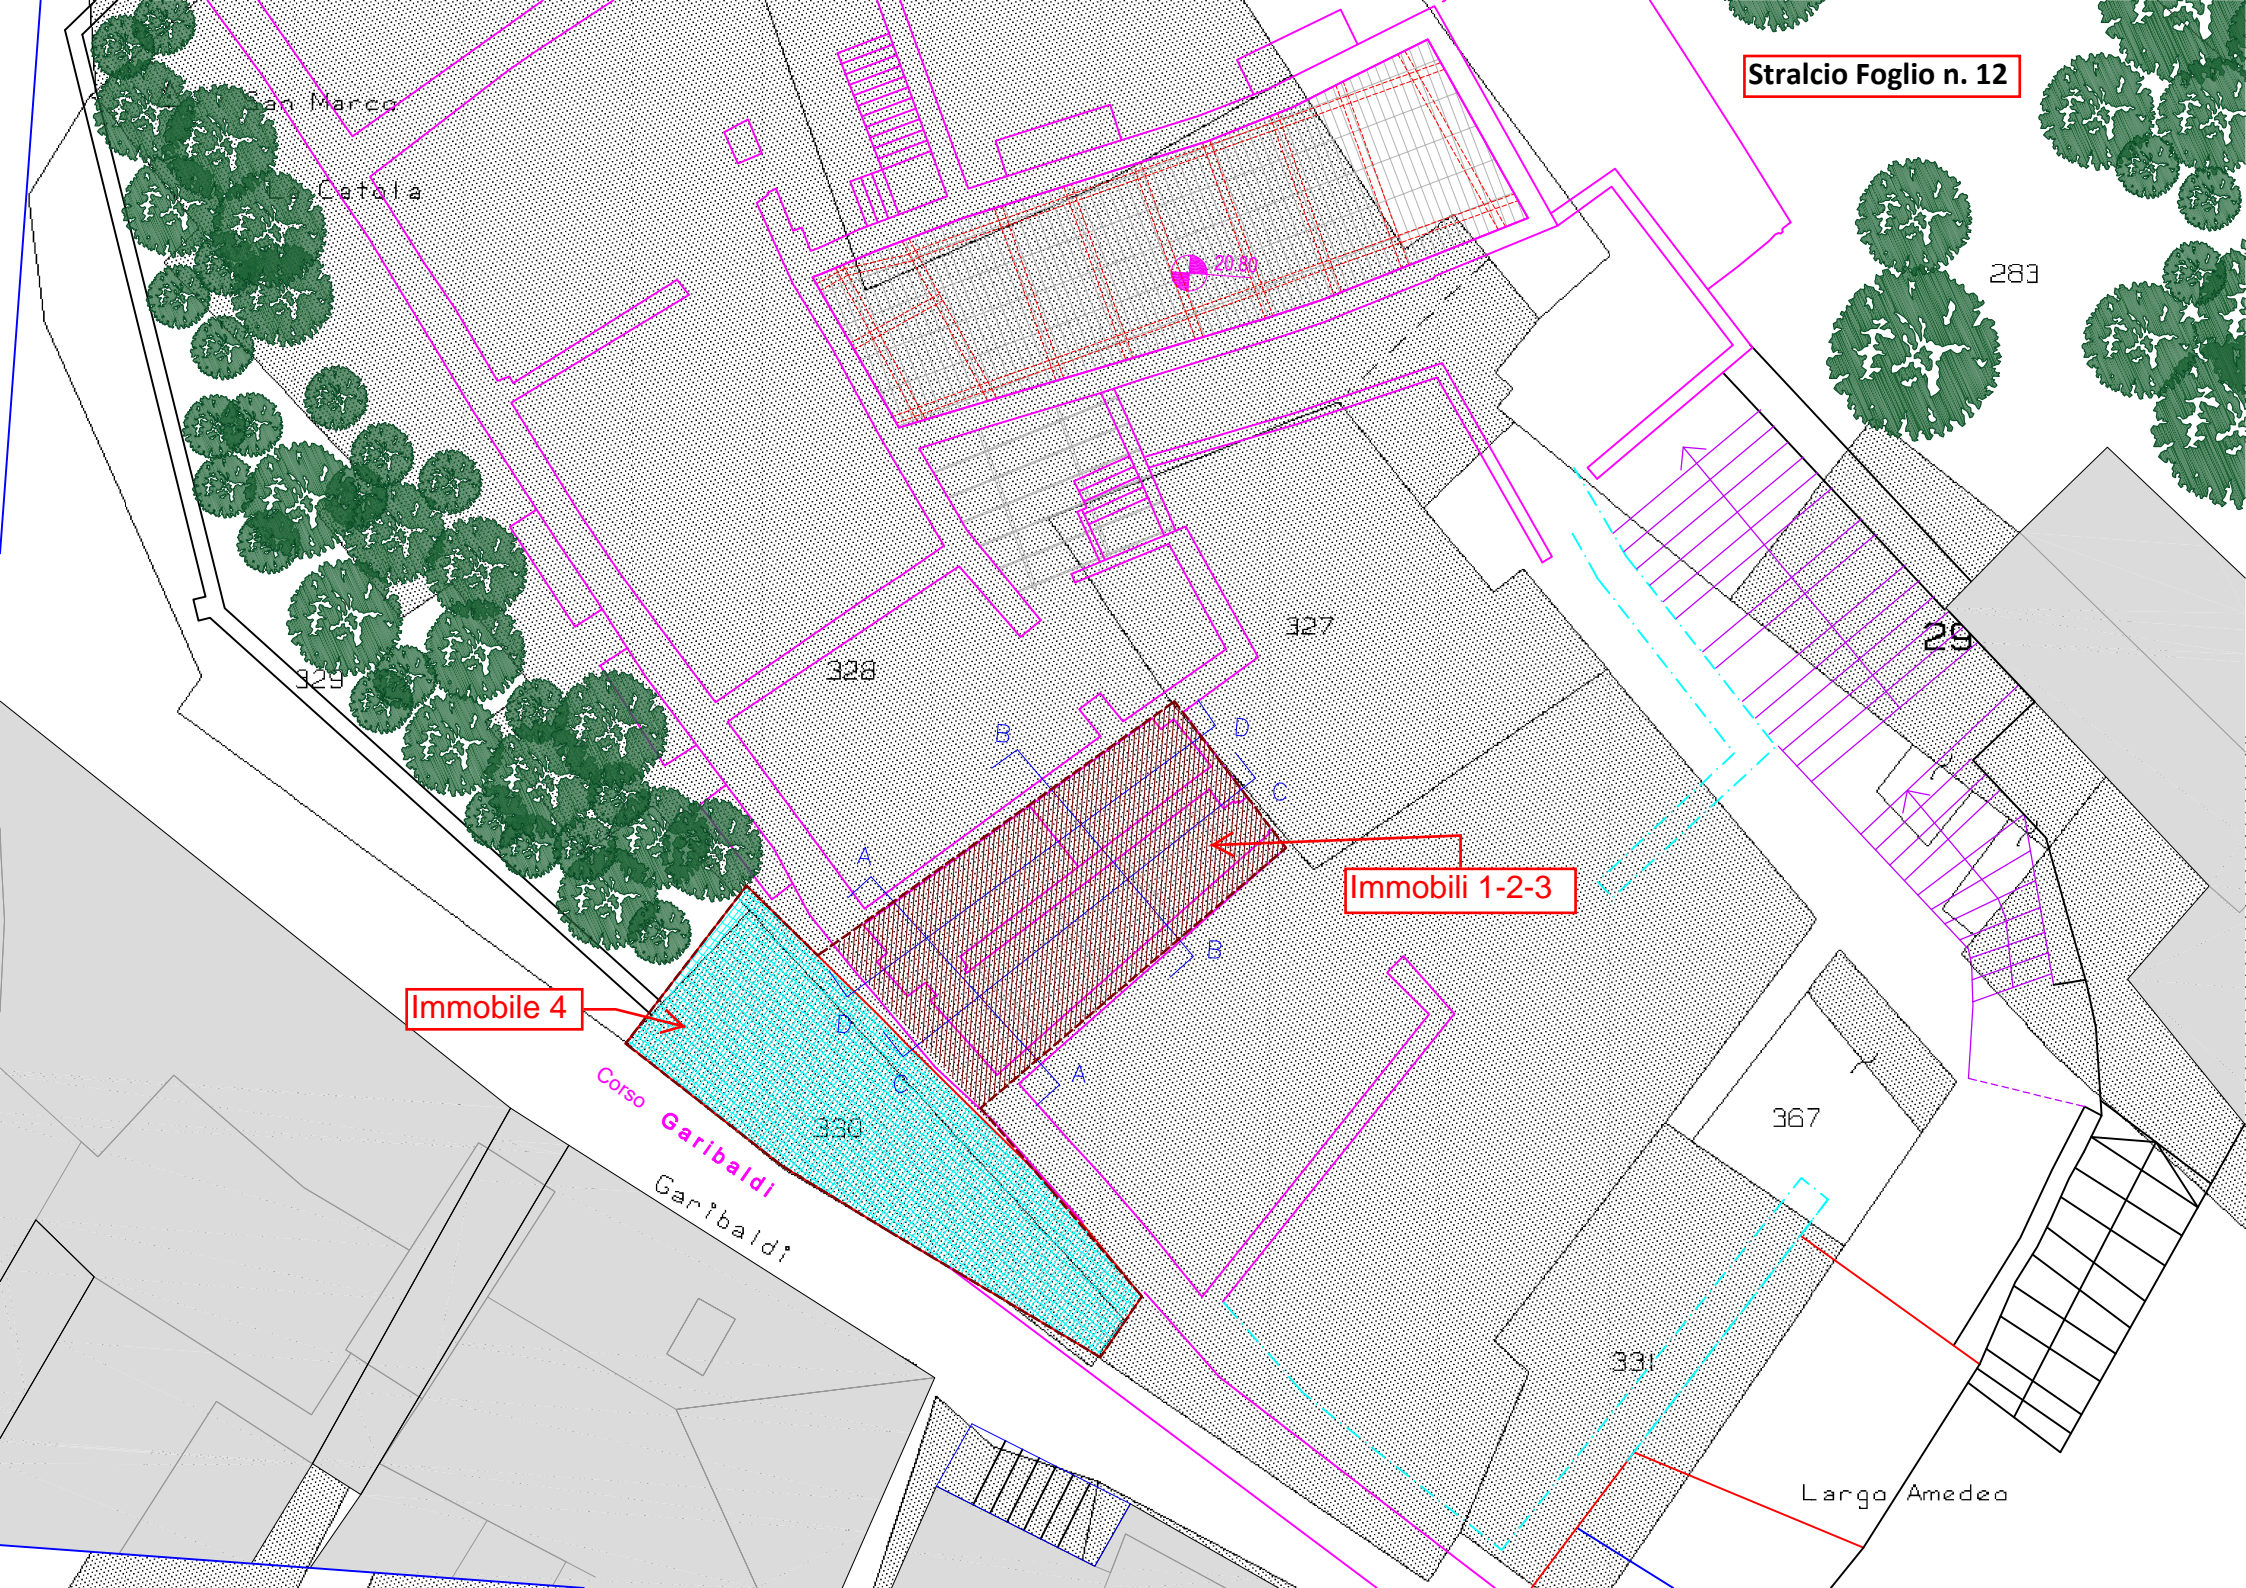 Stralcio Foglio n. 12
San Marco
La Catola
20.80
283
327
29
328
329
B
D
C
A
Immobili 1-2-3
B
Immobile 4
D
C
A
330
367
Corso Garibaldi
Garibaldi
331
Largo Amedeo